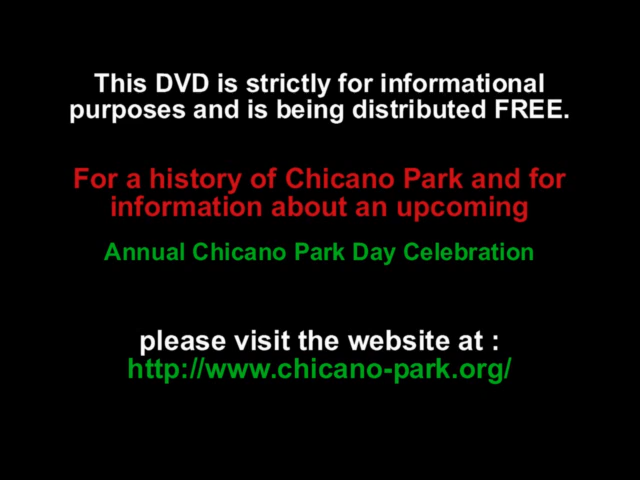 This DVD is strictly for informational
purposes and is being distributed FREE.
For a history of Chicano Park and for
information about an upcoming
Annual Chicano Park Day Celebration
please visit the website at :
http://www.chicano-park.org/